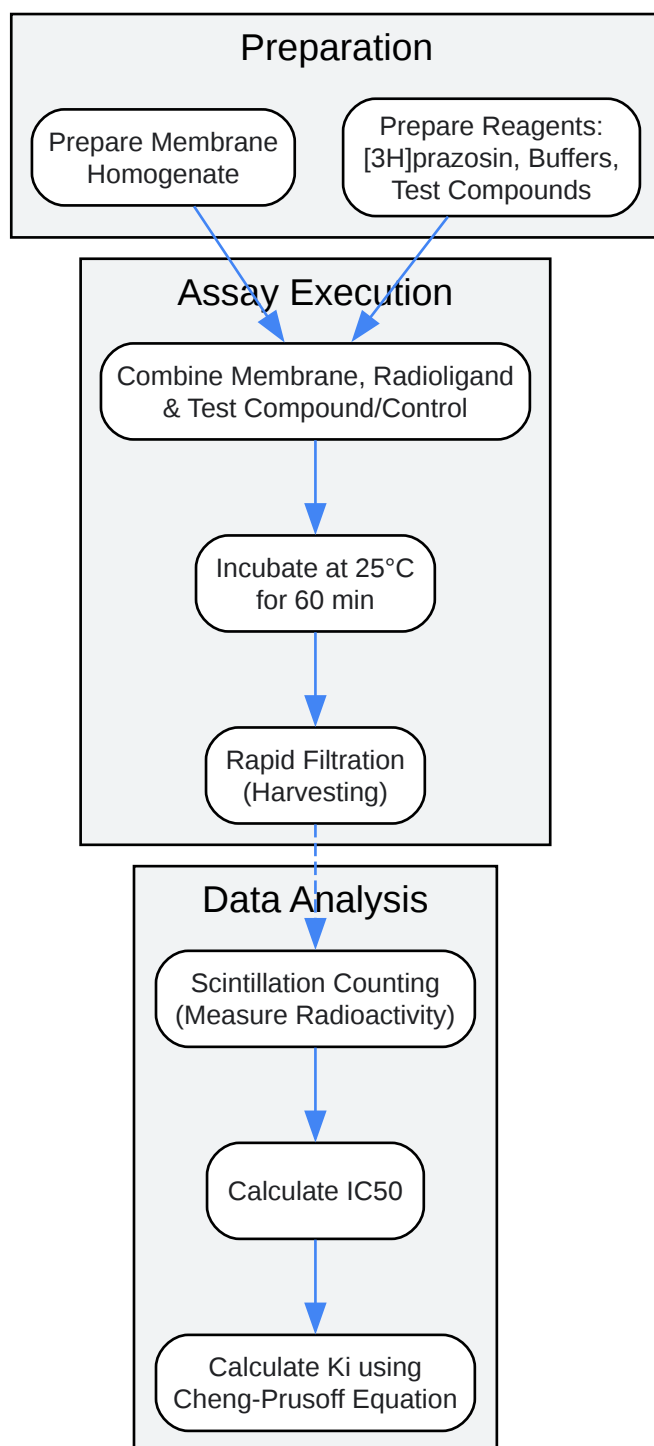 Preparation
Prepare Membrane
Homogenate
Prepare Reagents:
[3H]prazosin, Buffers,
Test Compounds
Assay Execution
Combine Membrane, Radioligand
& Test Compound/Control
Incubate at 25°C
for 60 min
Rapid Filtration
(Harvesting)
Data Analysis
Scintillation Counting
(Measure Radioactivity)
Calculate IC50
Calculate Ki using
Cheng-Prusoff Equation